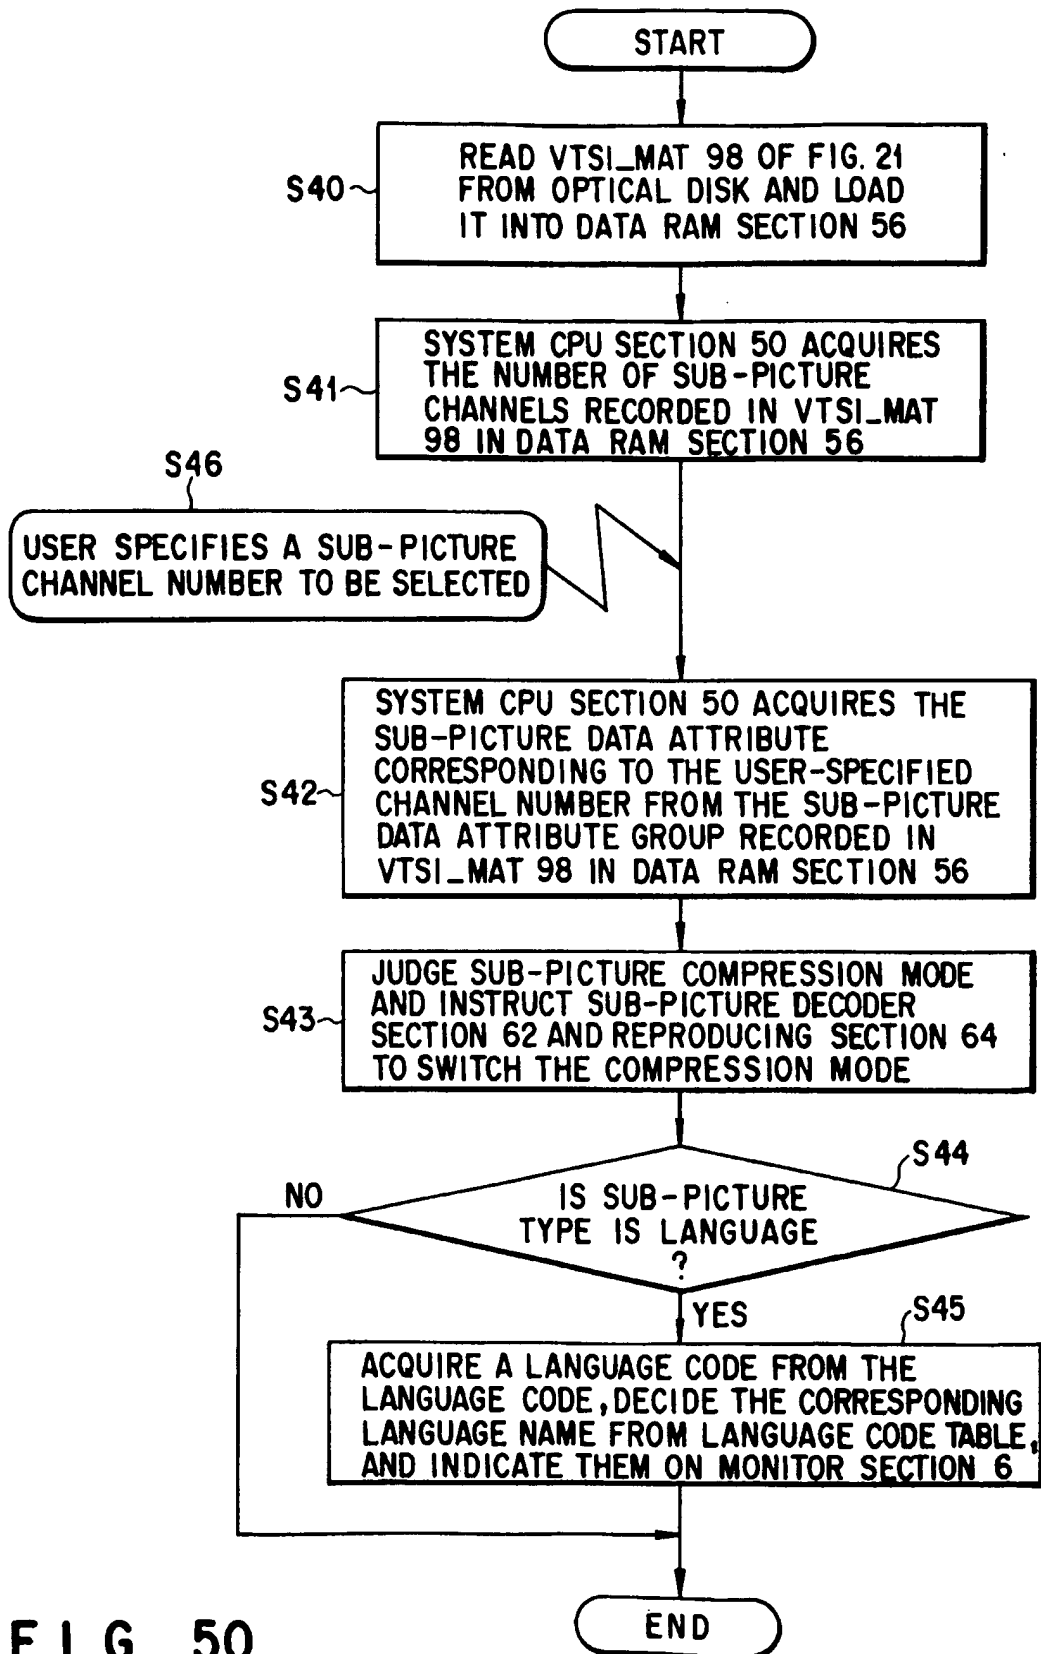 START
S40
READ VTSI_MAT 98 OF FIG. 21
FROM OPTICAL DISK AND LOAD
IT INTO DATA RAM SECTION 56
S41
SYSTEM CPU SECTION 50 ACQUIRES
THE NUMBER OF SUB-PICTURE
CHANNELS RECORDED IN VTSI_MAT
98 IN DATA RAM SECTION 56
S46
USER SPECIFIES A SUB-PICTURE
CHANNEL NUMBER TO BE SELECTED
S42
SYSTEM CPU SECTION 50 ACQUIRES THE
SUB-PICTURE DATA ATTRIBUTE
CORRESPONDING TO THE USER-SPECIFIED
CHANNEL NUMBER FROM THE SUB-PICTURE
DATA ATTRIBUTE GROUP RECORDED IN
VTSI_MAT 98 IN DATA RAM SECTION 56
S43
JUDGE SUB-PICTURE COMPRESSION MODE
AND INSTRUCT SUB-PICTURE DECODER
SECTION 62 AND REPRODUCING SECTION 64
TO SWITCH THE COMPRESSION MODE
S44
NO
IS SUB-PICTURE
TYPE IS LANGUAGE
?
YES
S45
ACQUIRE A LANGUAGE CODE FROM THE
LANGUAGE CODE, DECIDE THE CORRESPONDING
LANGUAGE NAME FROM LANGUAGE CODE TABLE,
AND INDICATE THEM ON MONITOR SECTION 6
END
FIG. 50